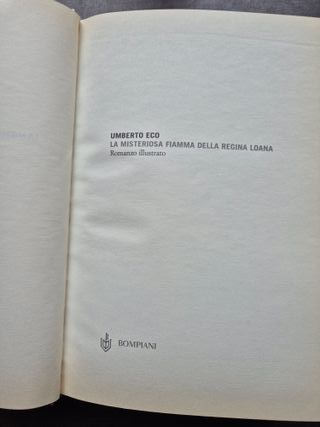 UMBERTO ECO
LA MISTERIOSA FIAMMA DELLA REGINA LOANA
Romanzo illustrato
BOMPIANI